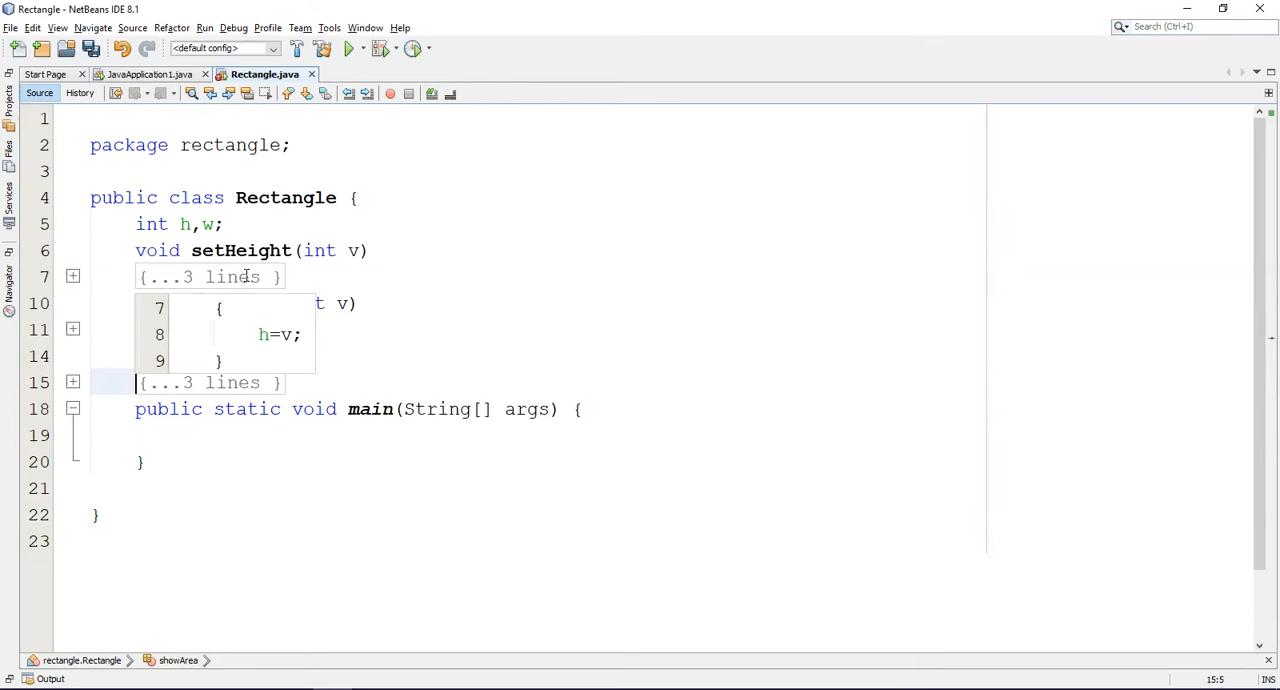 Rectangle - NetBeans IDE 8.1
File Edit View Navigate Source Refactor Run Debug Profile Team Tools Window Help
Search (Ctrl+I)
<default config>
Start Page JavaApplication1.java Rectangle.java
Source History
Projects
Files
Services
Navigator
1
2 package rectangle;
3
4 public class Rectangle {
5 int h,w;
6 void setHeight(int v)
7 {...3 lines }
10 t v)
7 {
8 h=v;
9 }
11
14
15 {...3 lines }
18 public static void main(String[] args) {
19
20 }
21
22 }
23
rectangle.Rectangle showArea
Output
15:5 INS